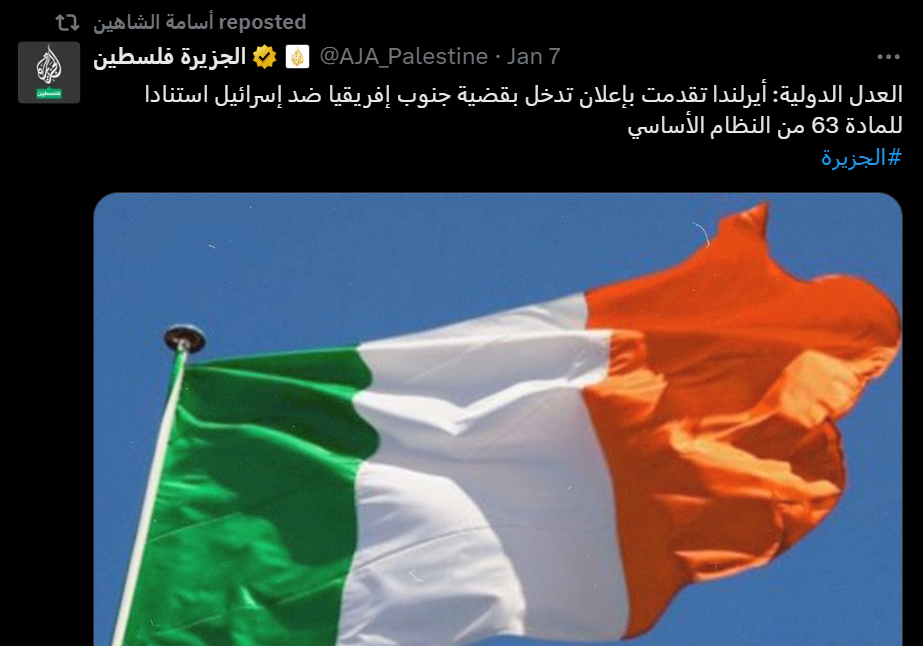 أسامة الشاهين reposted
الجزيرة فلسطين @AJA_Palestine · Jan 7
العدل الدولية: أيرلندا تقدمت بإعلان تدخل بقضية جنوب إفريقيا ضد إسرائيل استنادا
للمادة 63 من النظام الأساسي
#الجزيرة
فلسطين